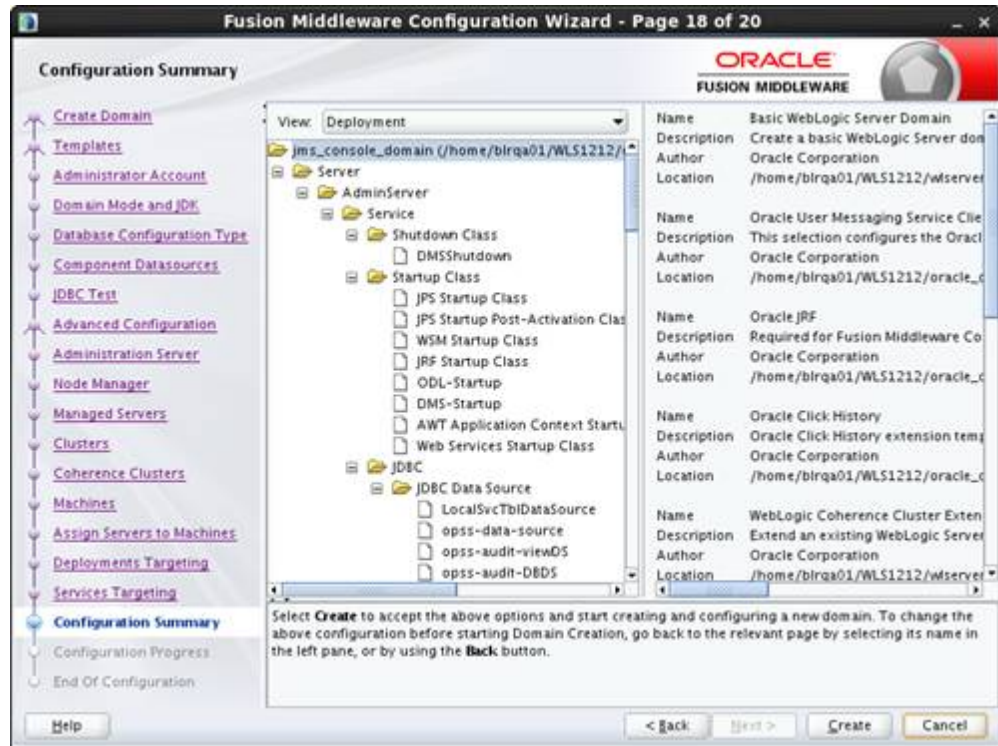 Fusion Middleware Configuration Wizard - Page 18 of 20
Configuration Summary
ORACLE
FUSION MIDDLEWARE
Create Domain
Templates
Administrator Account
Domain Mode and JDK
Database Configuration Type
Component Datasources
JDBC Test
Advanced Configuration
Administration Server
Node Manager
Managed Servers
Clusters
Coherence Clusters
Machines
Assign Servers to Machines
Deployments Targeting
Services Targeting
Configuration Summary
Configuration Progress
End Of Configuration
View: Deployment
jms_console_domain (/home/blrqa01/WLS1212/
Server
AdminServer
Service
Shutdown Class
DMSShutdown
Startup Class
JPS Startup Class
JPS Startup Post-Activation Clas
WSM Startup Class
JRF Startup Class
ODL-Startup
DMS-Startup
AWT Application Context Startu
Web Services Startup Class
JDBC
JDBC Data Source
LocalSvcTblDataSource
opss-data-source
opss-audit-viewDS
opss-audit-DBDS
Name Basic WebLogic Server Domain
Description Create a basic WebLogic Server don
Author Oracle Corporation
Location /home/blrqa01/WLS1212/wlserver
Name Oracle User Messaging Service Clie
Description This selection configures the Oracl
Author Oracle Corporation
Location /home/blrqa01/WLS1212/oracle_c
Name Oracle JRF
Description Required for Fusion Middleware Co
Author Oracle Corporation
Location /home/blrqa01/WLS1212/oracle_c
Name Oracle Click History
Description Oracle Click History extension temp
Author Oracle Corporation
Location /home/blrqa01/WLS1212/oracle_c
Name WebLogic Coherence Cluster Exten
Description Extend an existing WebLogic Server
Author Oracle Corporation
Location /home/blrqa01/WLS1212/wlserver
Select Create to accept the above options and start creating and configuring a new domain. To change the
above configuration before starting Domain Creation, go back to the relevant page by selecting its name in
the left pane, or by using the Back button.
Help
< Back
Next >
Create
Cancel